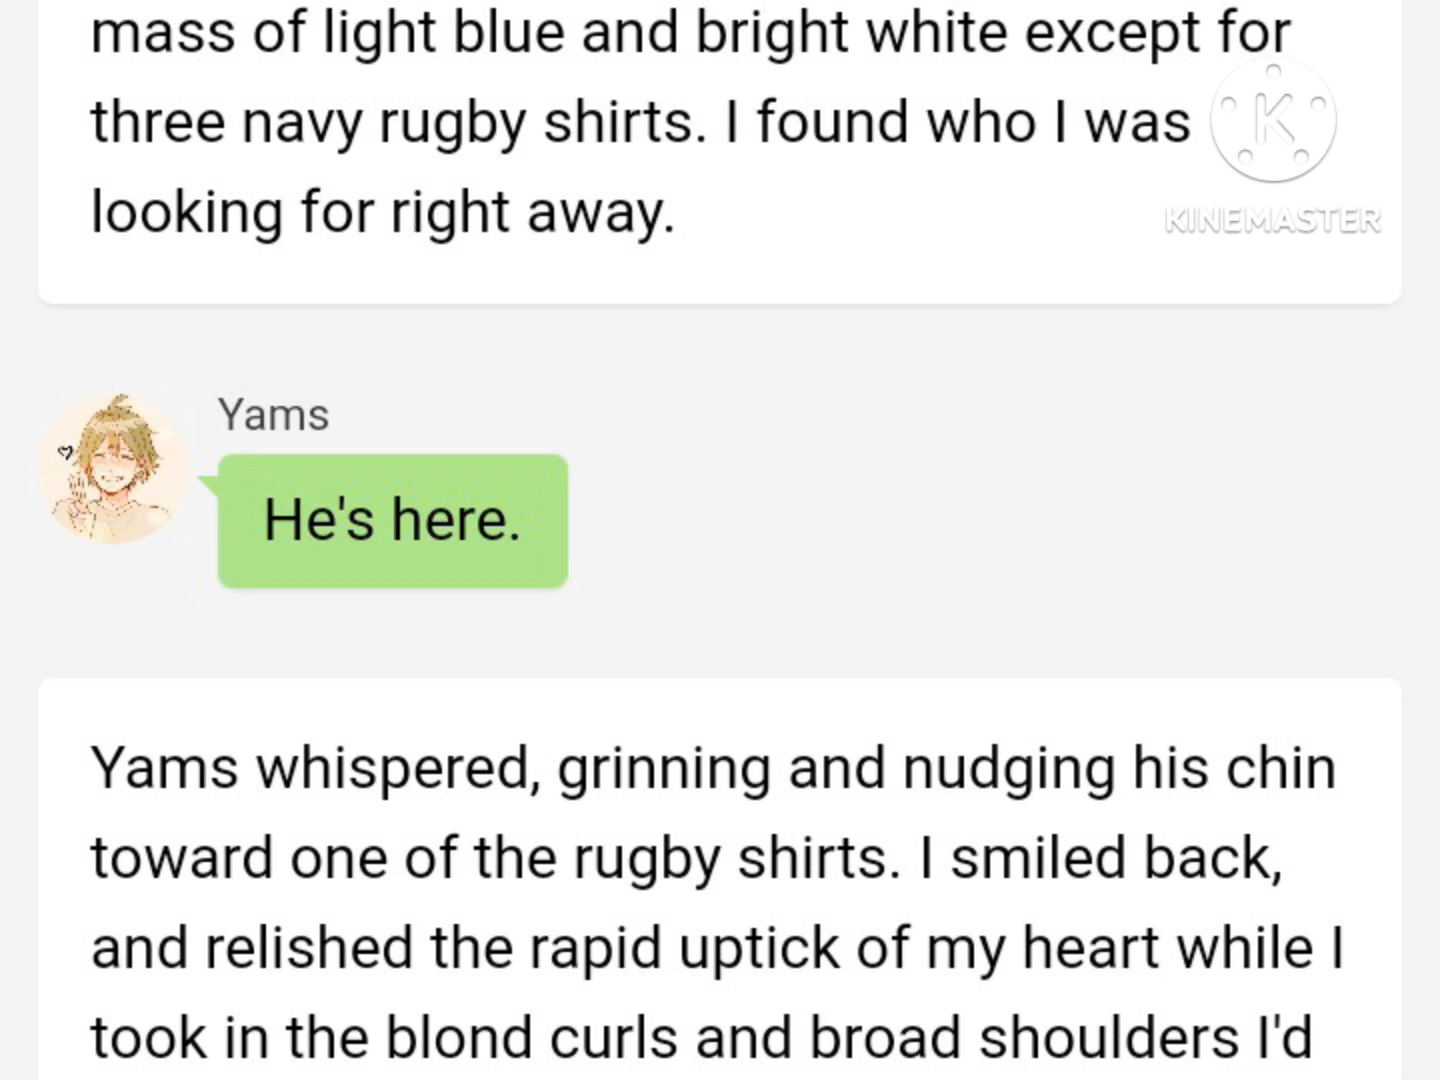 mass of light blue and bright white except for
three navy rugby shirts. I found who I was
looking for right away.
K
KINEMASTER
Yams
He's here.
Yams whispered, grinning and nudging his chin
toward one of the rugby shirts. I smiled back,
and relished the rapid uptick of my heart while I
took in the blond curls and broad shoulders I'd